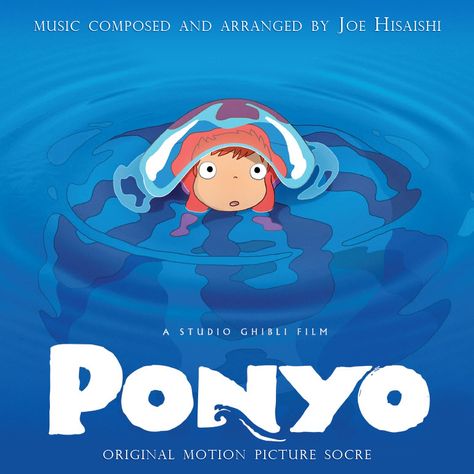 MUSIC COMPOSED AND ARRANGED BY JOE HISAISHI
A STUDIO GHIBLI FILM
PONYO
ORIGINAL MOTION PICTURE SOCRE